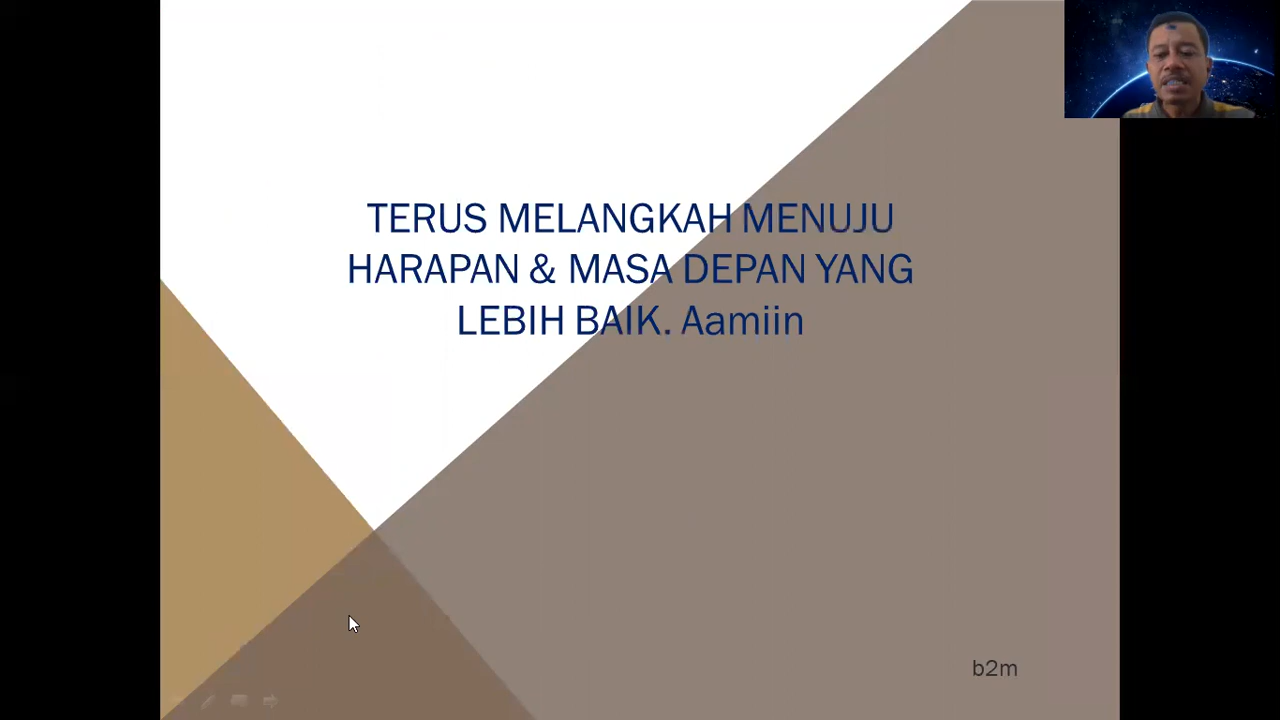 TERUS MELANGKAH MENUJU
HARAPAN & MASA DEPAN YANG
LEBIH BAIK. Aamiin
b2m